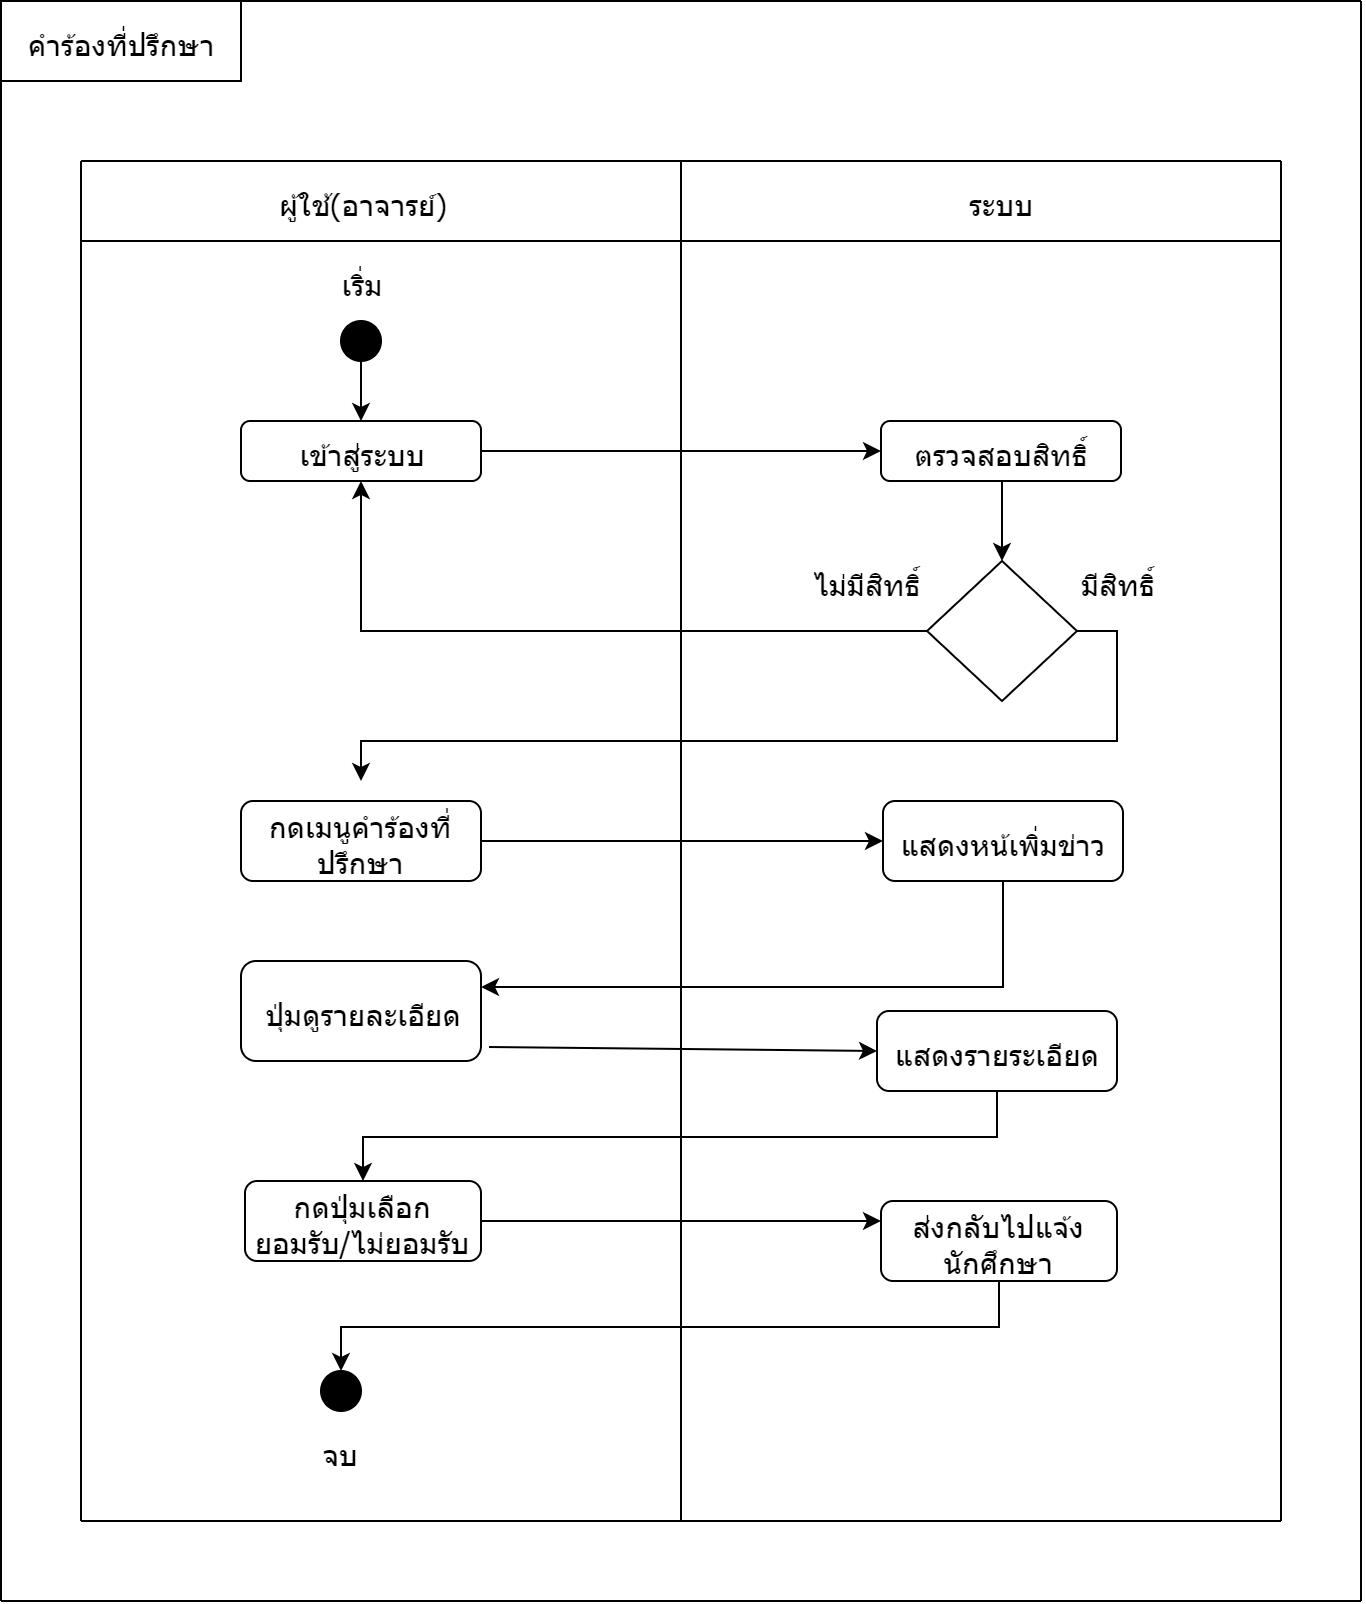 คำร้องที่ปรึกษา
ผู้ใช้(อาจารย์)
ระบบ
เริ่ม
เข้าสู่ระบบ
ตรวจสอบสิทธิ์
ไม่มีสิทธิ์
มีสิทธิ์
กดเมนูคำร้องที่
ปรึกษา
แสดงหน้เพิ่มข่าว
ปุ่มดูรายละเอียด
แสดงรายระเอียด
กดปุ่มเลือก
ยอมรับ/ไม่ยอมรับ
ส่งกลับไปแจ้ง
นักศึกษา
จบ